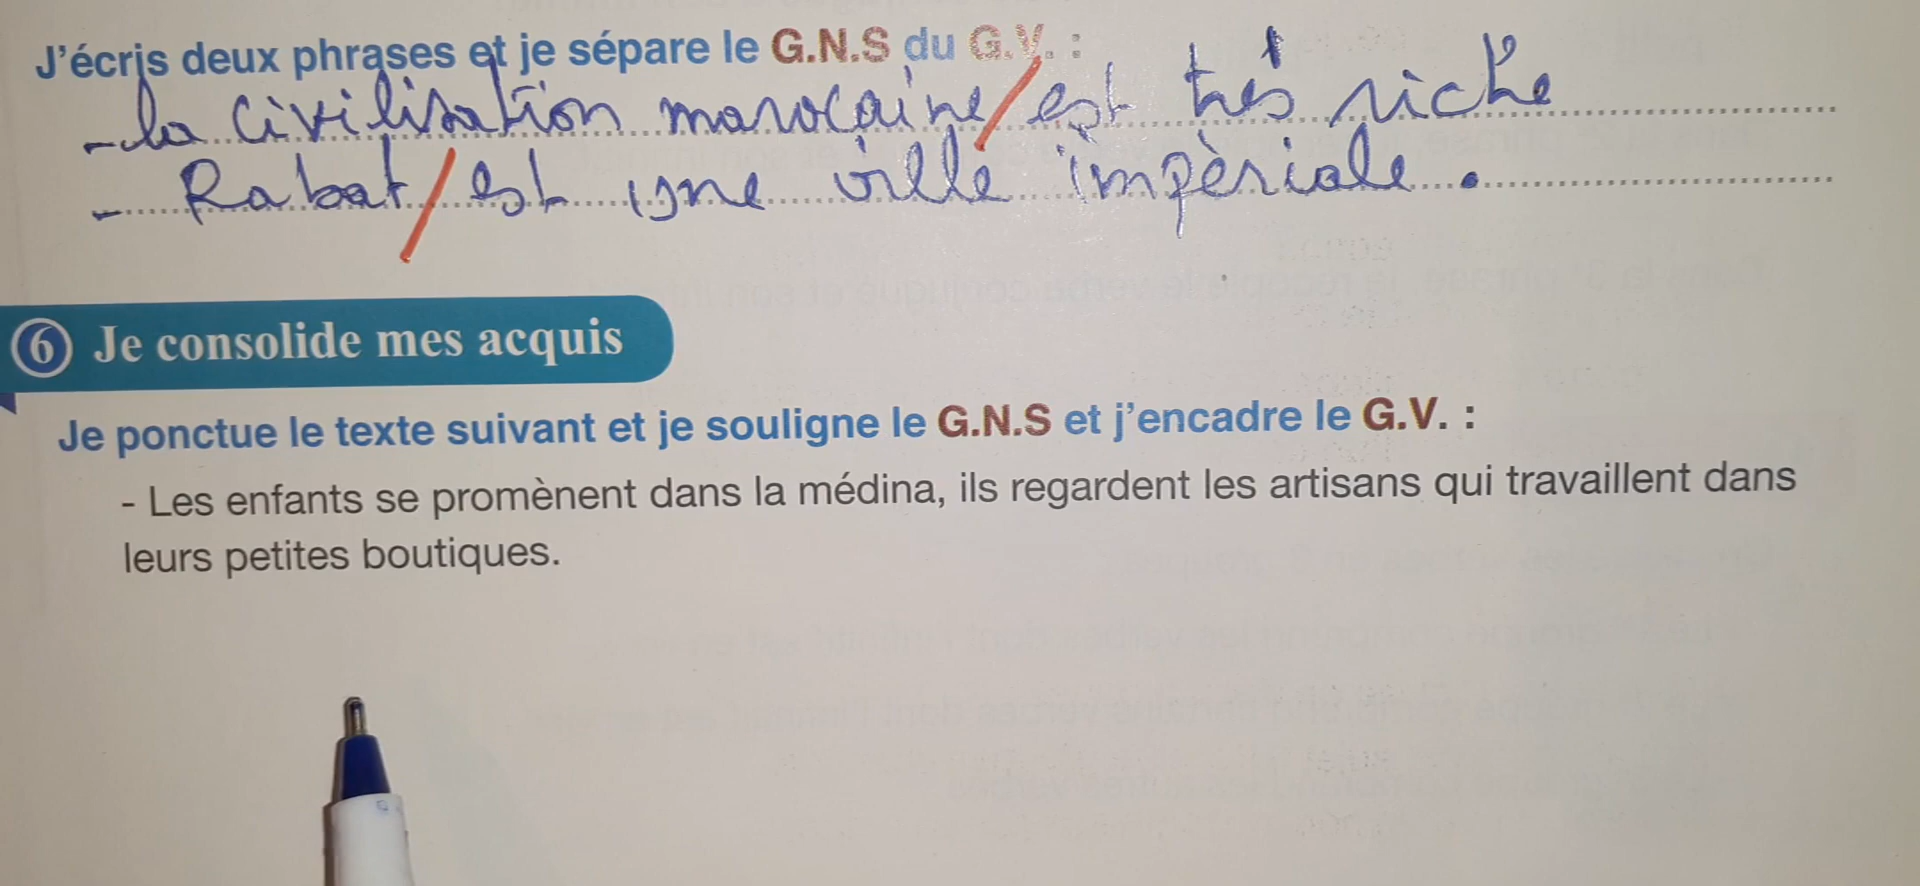 J'écris deux phrases et je sépare le G.N.S du G.V. :
- la civilisation marocaine / est très riche
- Rabat / est une ville impèriale .
6 Je consolide mes acquis
Je ponctue le texte suivant et je souligne le G.N.S et j'encadre le G.V. :
- Les enfants se promènent dans la médina, ils regardent les artisans qui travaillent dans
leurs petites boutiques.